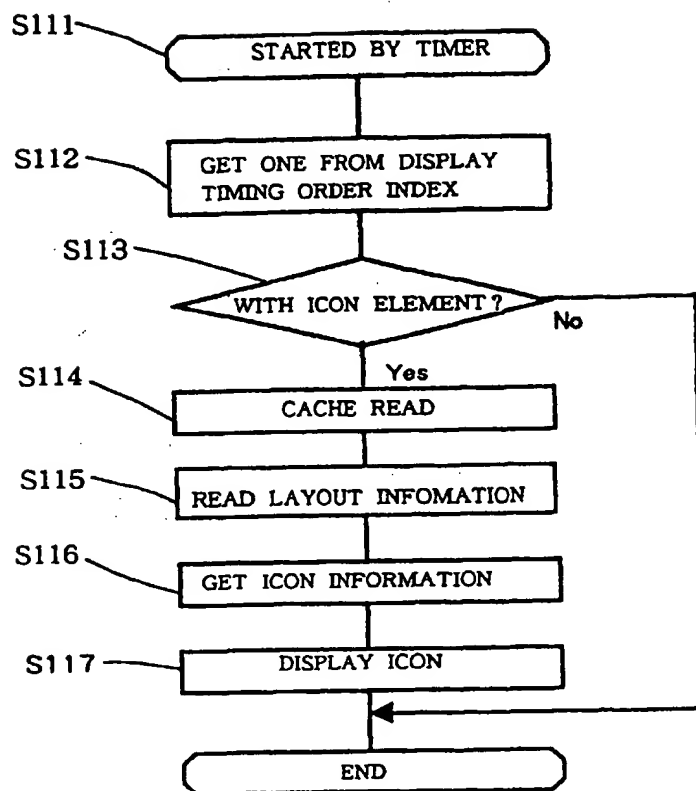 S111
STARTED BY TIMER
S112
GET ONE FROM DISPLAY
TIMING ORDER INDEX
S113
WITH ICON ELEMENT?
No
Yes
S114
CACHE READ
S115
READ LAYOUT INFOMATION
S116
GET ICON INFORMATION
S117
DISPLAY ICON
END